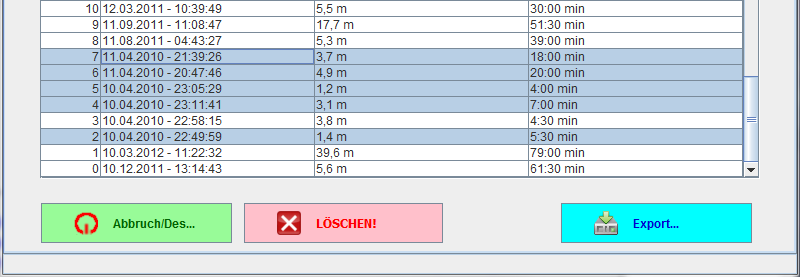 10 12.03.2011 - 10:39:49 5,5 m 30:00 min
9 11.09.2011 - 11:08:47 17,7 m 51:30 min
8 11.08.2011 - 04:43:27 5,3 m 39:00 min
7 11.04.2010 - 21:39:26 3,7 m 18:00 min
6 11.04.2010 - 20:47:46 4,9 m 20:00 min
5 10.04.2010 - 23:05:29 1,2 m 4:00 min
4 10.04.2010 - 23:11:41 3,1 m 7:00 min
3 10.04.2010 - 22:58:15 3,8 m 4:30 min
2 10.04.2010 - 22:49:59 1,4 m 5:30 min
1 10.03.2012 - 11:22:32 39,6 m 79:00 min
0 10.12.2011 - 13:14:43 5,6 m 61:30 min
Abbruch/Des... LÖSCHEN! Export...